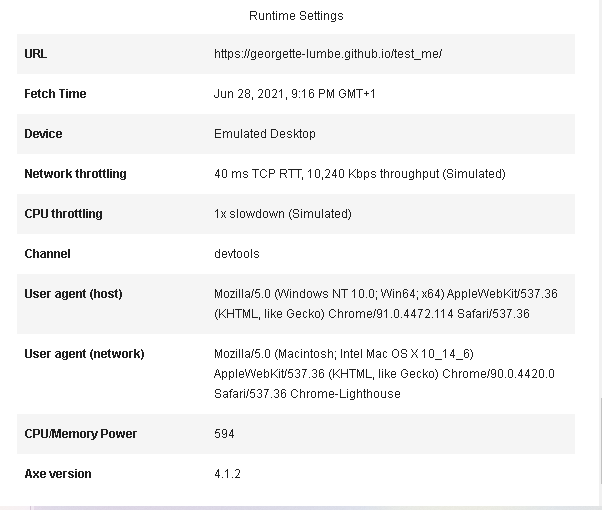 Runtime Settings
URL https://georgette-lumbe.github.io/test_me/
Fetch Time Jun 28, 2021, 9:16 PM GMT+1
Device Emulated Desktop
Network throttling 40 ms TCP RTT, 10,240 Kbps throughput (Simulated)
CPU throttling 1x slowdown (Simulated)
Channel devtools
User agent (host) Mozilla/5.0 (Windows NT 10.0; Win64; x64) AppleWebKit/537.36
(KHTML, like Gecko) Chrome/91.0.4472.114 Safari/537.36
User agent (network) Mozilla/5.0 (Macintosh; Intel Mac OS X 10_14_6)
AppleWebKit/537.36 (KHTML, like Gecko) Chrome/90.0.4420.0
Safari/537.36 Chrome-Lighthouse
CPU/Memory Power 594
Axe version 4.1.2